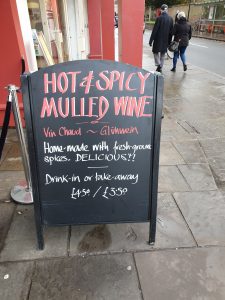 HOT & SPICY
MULLED WINE
Vin Chaud ~ Glühwein
Home-made with fresh-ground
spices. DELICIOUS??
Drink-in or take-away
£4.50 / £3.50